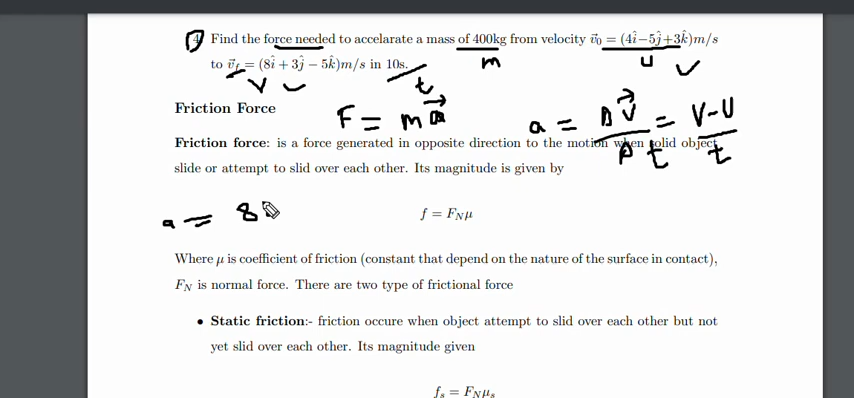 4 Find the force needed to accelarate a mass of 400kg from velocity v⃗₀ = (4î−5ĵ+3k̂)m/s
u
to v⃗f = (8î + 3ĵ − 5k̂)m/s in 10s.
m
v
t
Friction Force
F = ma⃗
a = Δv⃗/Δt = V-U/t
Friction force: is a force generated in opposite direction to the motion when solid object
slide or attempt to slid over each other. Its magnitude is given by
a = 8
f = F_Nμ
Where μ is coefficient of friction (constant that depend on the nature of the surface in contact),
F_N is normal force. There are two type of frictional force
• Static friction:- friction occure when object attempt to slid over each other but not
yet slid over each other. Its magnitude given
f_s = F_Nμ_s